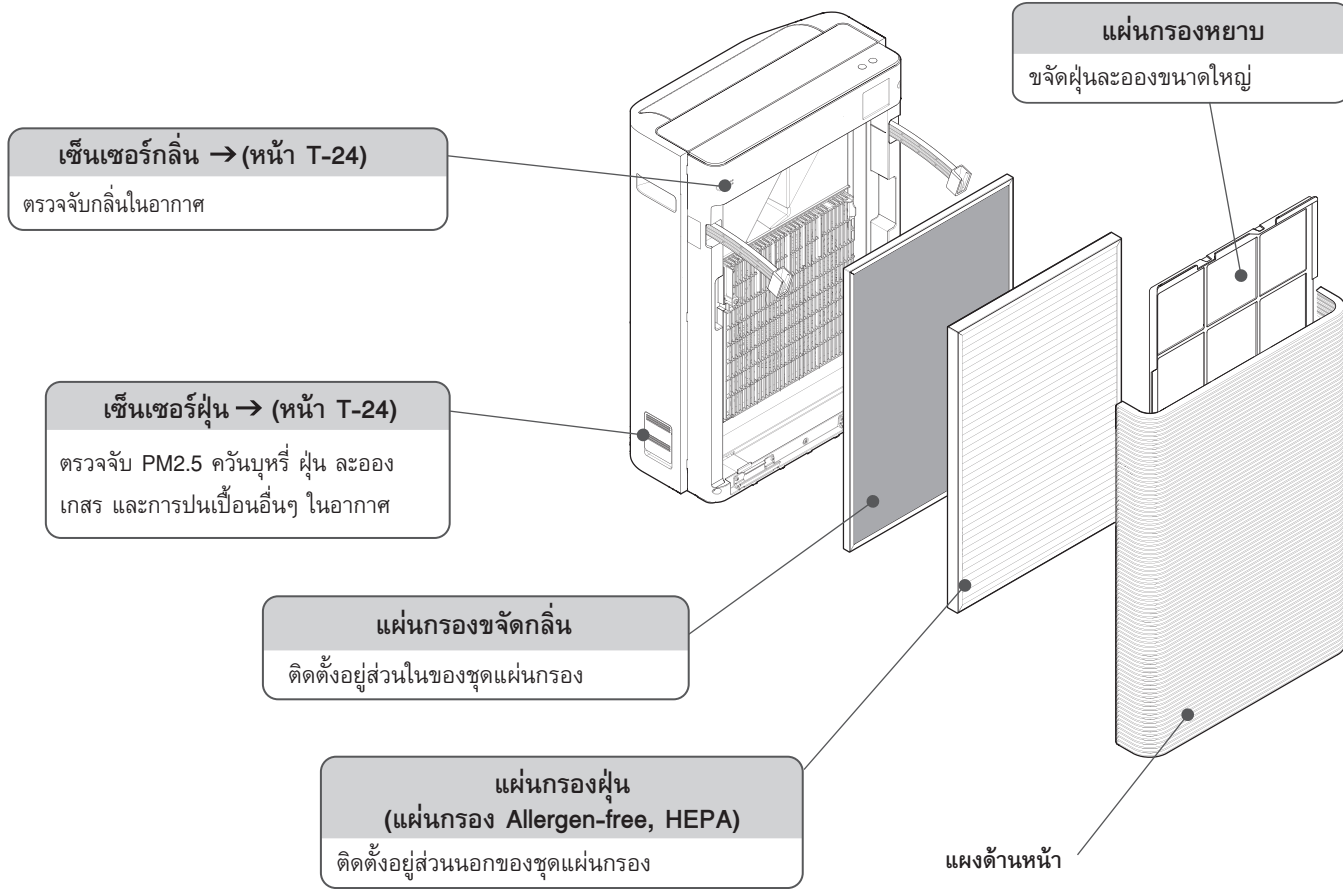 แผ่นกรองหยาบ
ขจัดฝุ่นละอองขนาดใหญ่
เซ็นเซอร์กลิ่น → (หน้า T-24)
ตรวจจับกลิ่นในอากาศ
เซ็นเซอร์ฝุ่น → (หน้า T-24)
ตรวจจับ PM2.5 ควันบุหรี่ ฝุ่น ละออง
เกสร และการปนเปื้อนอื่นๆ ในอากาศ
แผ่นกรองขจัดกลิ่น
ติดตั้งอยู่ส่วนในของชุดแผ่นกรอง
แผ่นกรองฝุ่น
(แผ่นกรอง Allergen-free, HEPA)
ติดตั้งอยู่ส่วนนอกของชุดแผ่นกรอง
แผงด้านหน้า